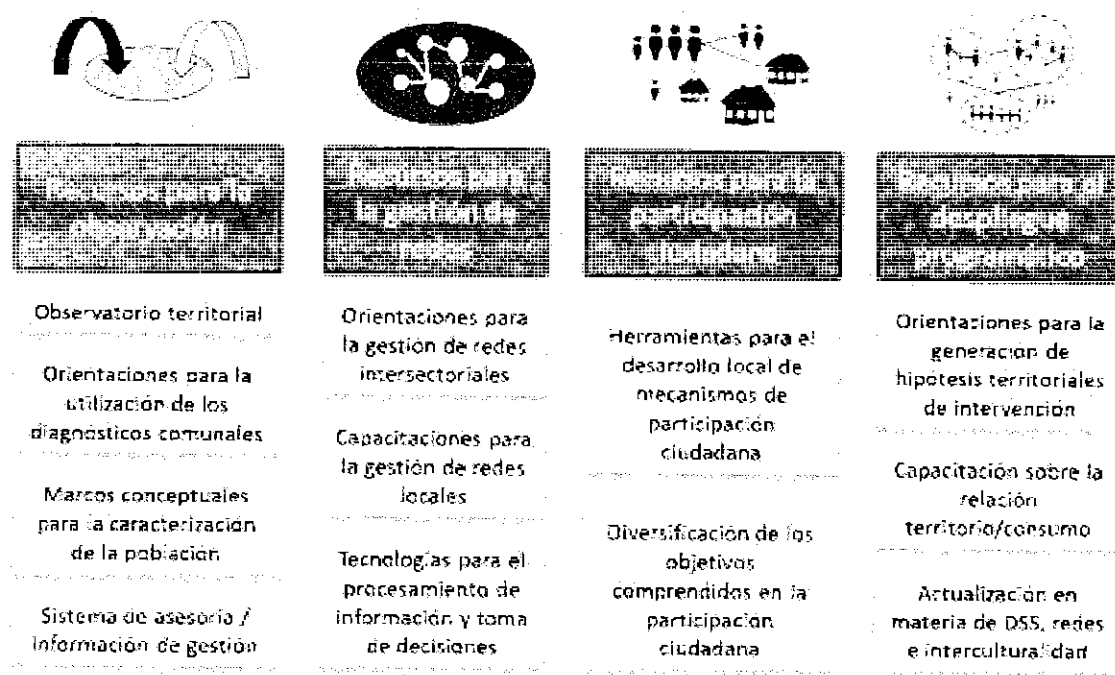 Recursos para la
observación
Observatorio territorial
Orientaciones para la
utilización de los
diagnósticos comunales
Marcos conceptuales
para la caracterización
de la población
Sistema de asesoría /
Información de gestión
Recursos para
la gestión de
redes
Orientaciones para
la gestión de redes
intersectoriales
Capacitaciones para
la gestión de redes
locales
Tecnologías para el
procesamiento de
información y toma
de decisiones
Recursos para la
participación
ciudadana
Herramientas para el
desarrollo local de
mecanismos de
participación
ciudadana
Diversificación de los
objetivos
comprendidos en la
participación
ciudadana
Recursos para el
despliegue
programático
Orientaciones para la
generación de
hipótesis territoriales
de intervención
Capacitación sobre la
relación
territorio/consumo
Actualización en
materia de DSS, redes
e interculturalidad